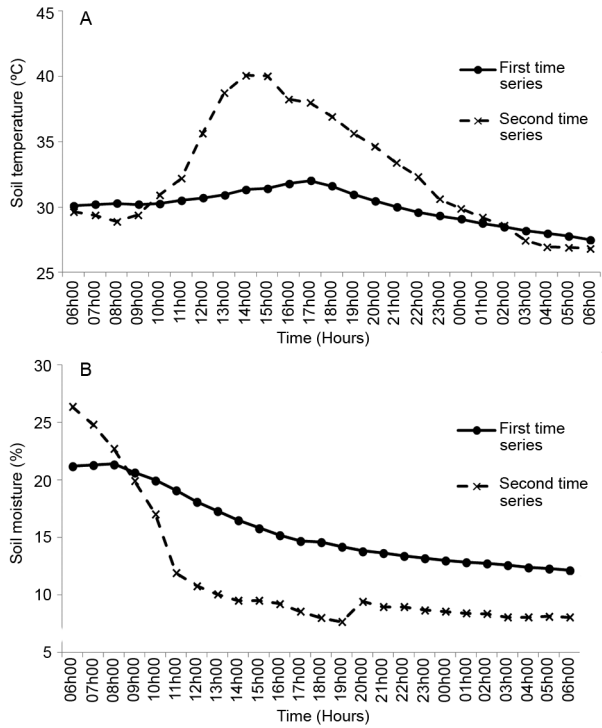 A
45
40
35
30
25
Soil temperature (ºC)
First time
series
Second time
series
06h00
07h00
08h00
09h00
10h00
11h00
12h00
13h00
14h00
15h00
16h00
17h00
18h00
19h00
20h00
21h00
22h00
23h00
00h00
01h00
02h00
03h00
04h00
05h00
06h00
Time (Hours)
B
30
25
20
15
10
5
Soil moisture (%)
First time
series
Second time
series
06h00
07h00
08h00
09h00
10h00
11h00
12h00
13h00
14h00
15h00
16h00
17h00
18h00
19h00
20h00
21h00
22h00
23h00
00h00
01h00
02h00
03h00
04h00
05h00
06h00
Time (Hours)